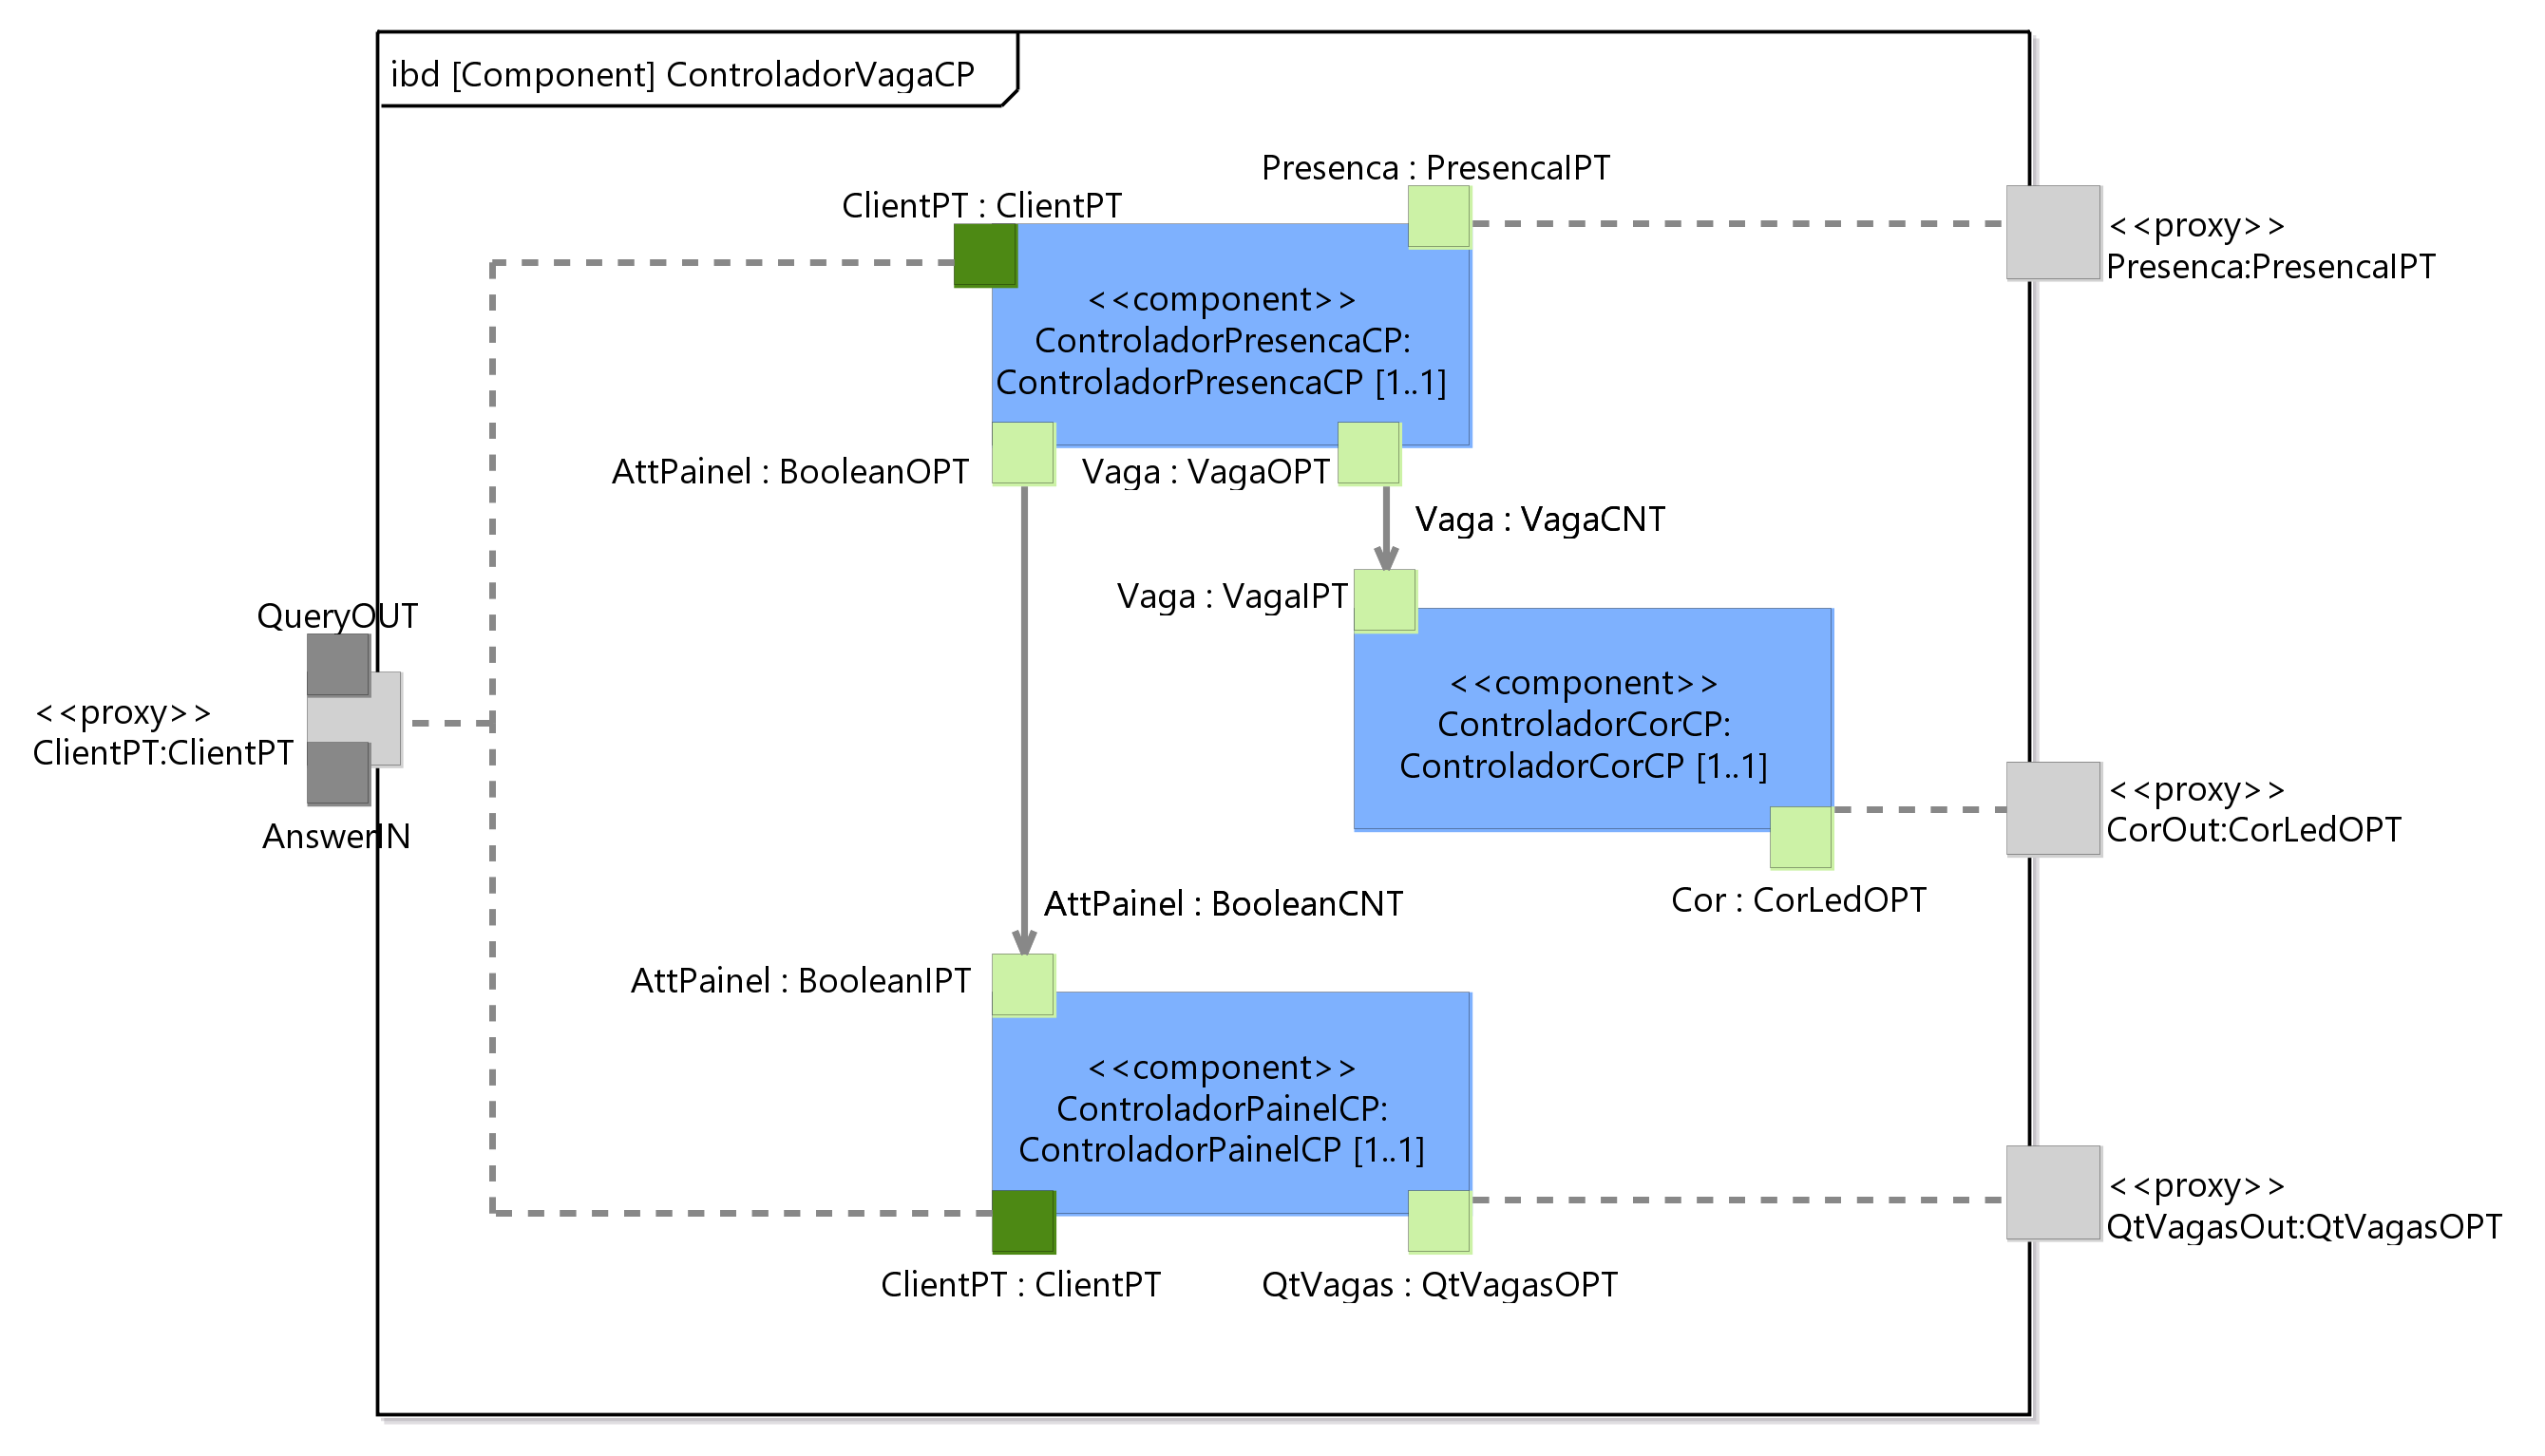 ibd [Component] ControladorVagaCP
Presenca : PresencaIPT
ClientPT : ClientPT
<<proxy>>
Presenca:PresencaIPT
<<component>>
ControladorPresencaCP:
ControladorPresencaCP [1..1]
AttPainel : BooleanOPT
Vaga : VagaOPT
Vaga : VagaCNT
Vaga : VagaIPT
QueryOUT
<<proxy>>
ClientPT:ClientPT
AnswerIN
<<component>>
ControladorCorCP:
ControladorCorCP [1..1]
<<proxy>>
CorOut:CorLedOPT
Cor : CorLedOPT
AttPainel : BooleanCNT
AttPainel : BooleanIPT
<<component>>
ControladorPainelCP:
ControladorPainelCP [1..1]
<<proxy>>
QtVagasOut:QtVagasOPT
ClientPT : ClientPT
QtVagas : QtVagasOPT